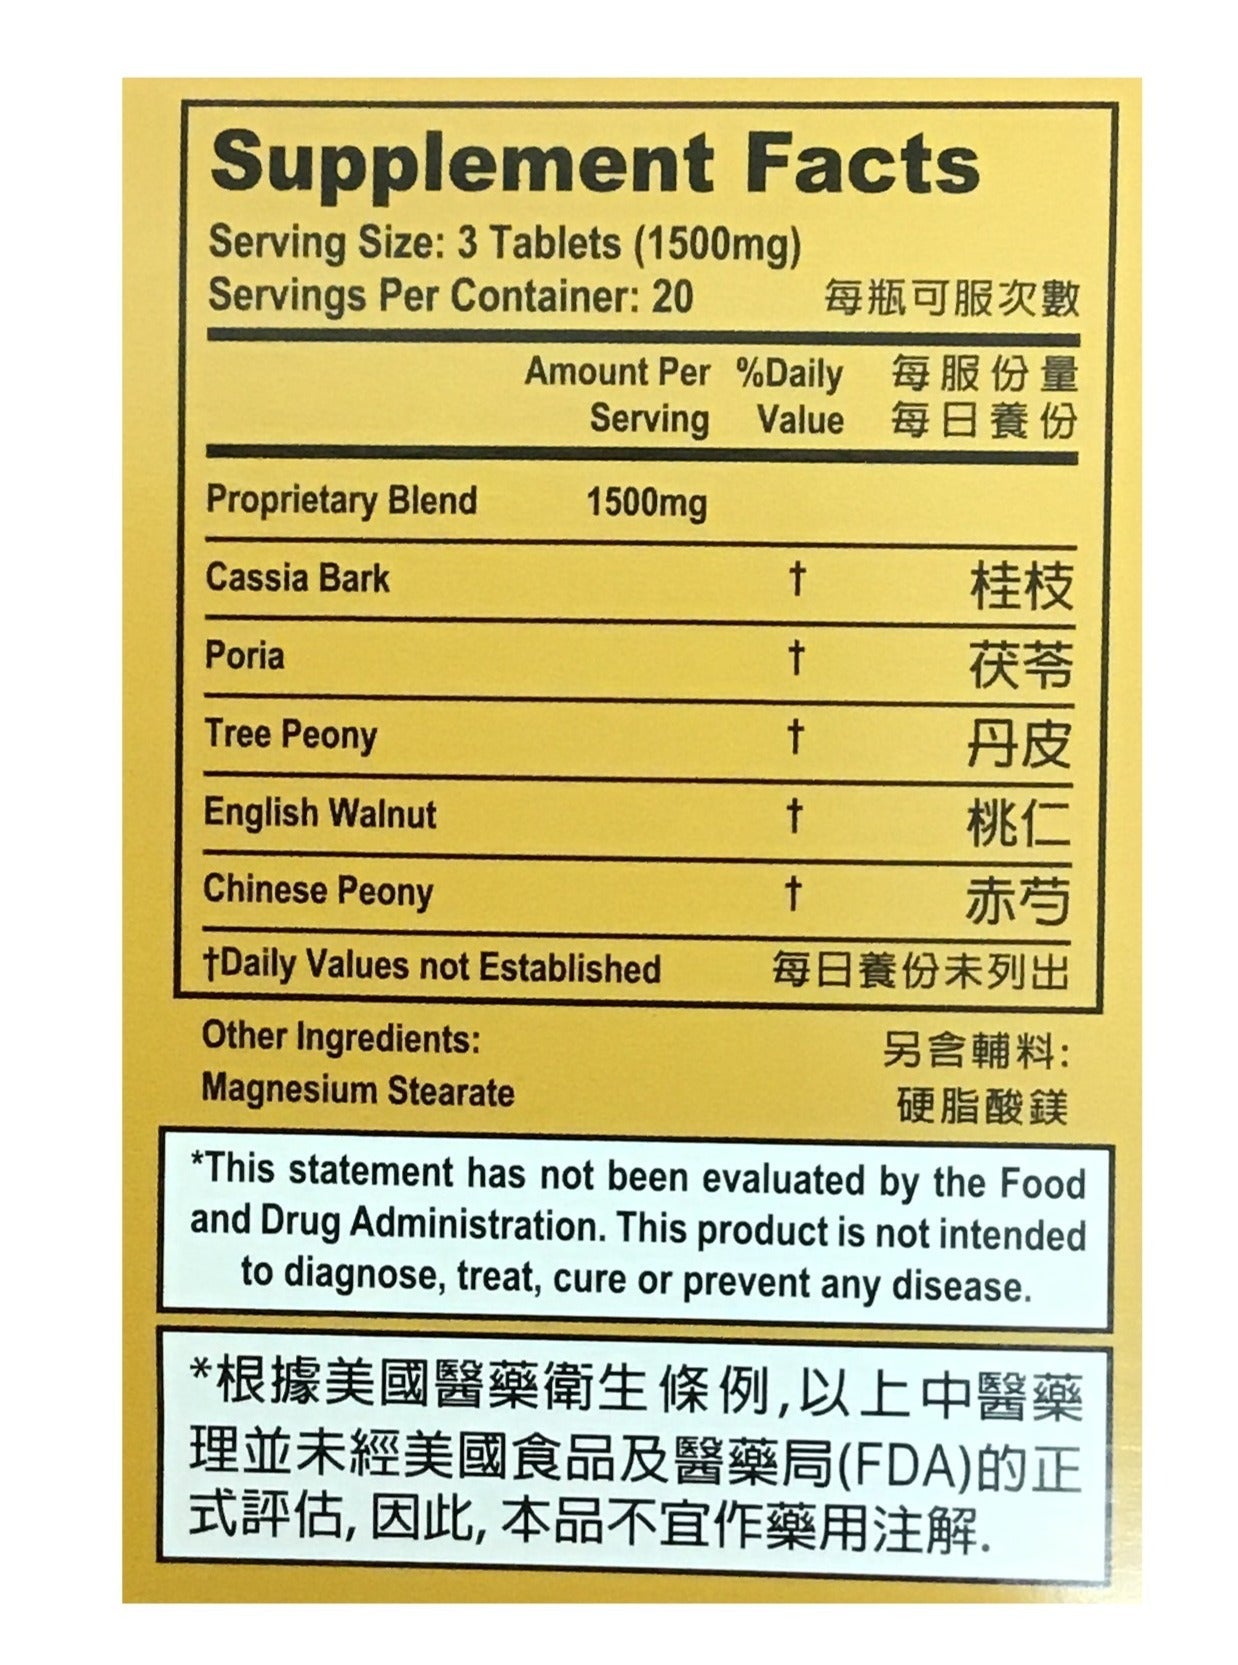 Supplement Facts
Serving Size: 3 Tablets (1500mg)
Servings Per Container: 20 每瓶可服次數
Amount Per %Daily 每服份量
Serving Value 每日養份
Proprietary Blend 1500mg
Cassia Bark † 桂枝
Poria † 茯苓
Tree Peony † 丹皮
English Walnut † 桃仁
Chinese Peony † 赤芍
†Daily Values not Established 每日養份未列出
Other Ingredients: 另含輔料:
Magnesium Stearate 硬脂酸鎂
*This statement has not been evaluated by the Food
and Drug Administration. This product is not intended
to diagnose, treat, cure or prevent any disease.
*根據美國醫藥衛生條例,以上中醫藥
理並未經美國食品及醫藥局(FDA)的正
式評估, 因此, 本品不宜作藥用注解.